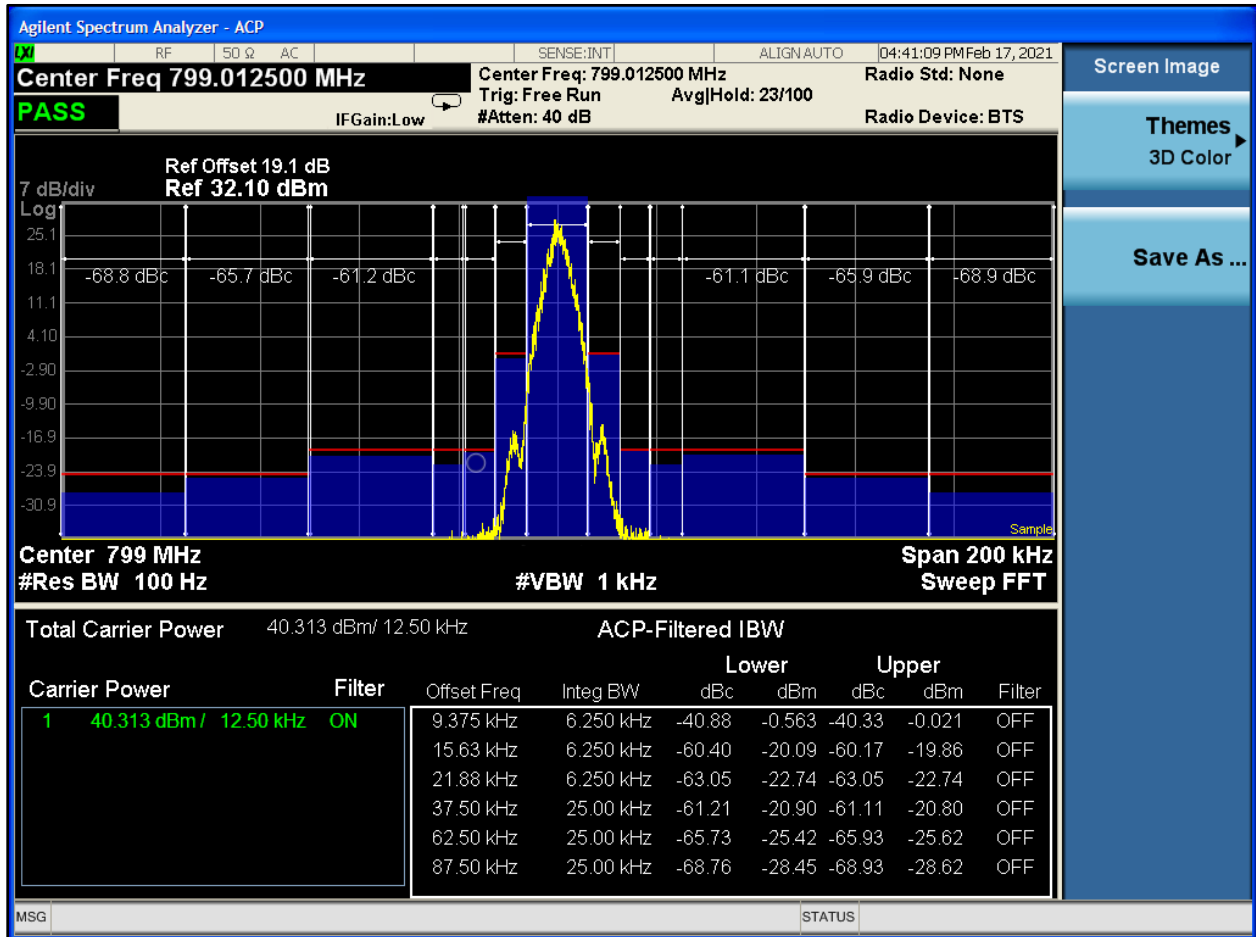 Agilent Spectrum Analyzer - ACP
LXI RF 50 Ω AC SENSE:INT ALIGN AUTO 04:41:09 PM Feb 17, 2021
Center Freq 799.012500 MHz
Center Freq: 799.012500 MHz Radio Std: None
Trig: Free Run Avg|Hold: 23/100
PASS IFGain:Low #Atten: 40 dB Radio Device: BTS
Screen Image
Themes
3D Color
Save As ...
Ref Offset 19.1 dB
7 dB/div Ref 32.10 dBm
Log
25.1
18.1
11.1
4.10
-2.90
-9.90
-16.9
-23.9
-30.9
-68.8 dBc -65.7 dBc -61.2 dBc -61.1 dBc -65.9 dBc -68.9 dBc
Sample
Center 799 MHz Span 200 kHz
#Res BW 100 Hz #VBW 1 kHz Sweep FFT
Total Carrier Power 40.313 dBm/ 12.50 kHz ACP-Filtered IBW
Lower Upper
Carrier Power Filter Offset Freq Integ BW dBc dBm dBc dBm Filter
1 40.313 dBm / 12.50 kHz ON 9.375 kHz 6.250 kHz -40.88 -0.563 -40.33 -0.021 OFF
15.63 kHz 6.250 kHz -60.40 -20.09 -60.17 -19.86 OFF
21.88 kHz 6.250 kHz -63.05 -22.74 -63.05 -22.74 OFF
37.50 kHz 25.00 kHz -61.21 -20.90 -61.11 -20.80 OFF
62.50 kHz 25.00 kHz -65.73 -25.42 -65.93 -25.62 OFF
87.50 kHz 25.00 kHz -68.76 -28.45 -68.93 -28.62 OFF
MSG STATUS